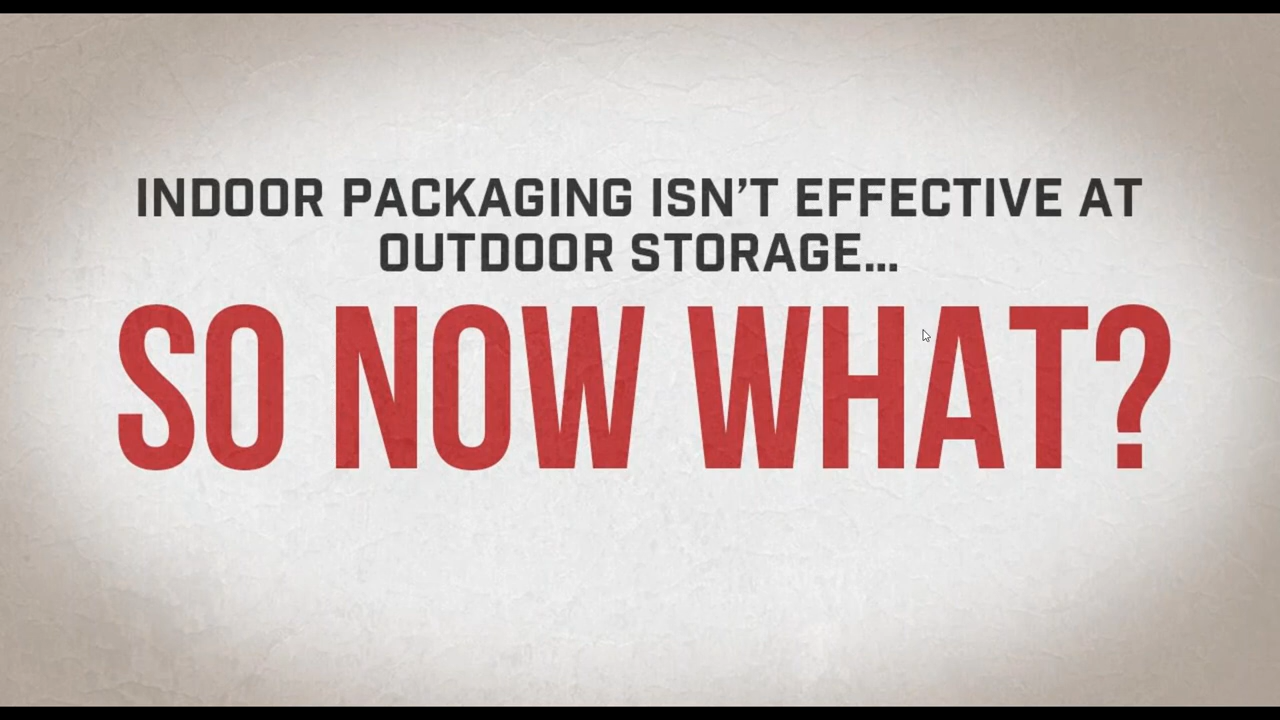 INDOOR PACKAGING ISN’T EFFECTIVE AT
OUTDOOR STORAGE...
SO NOW WHAT?